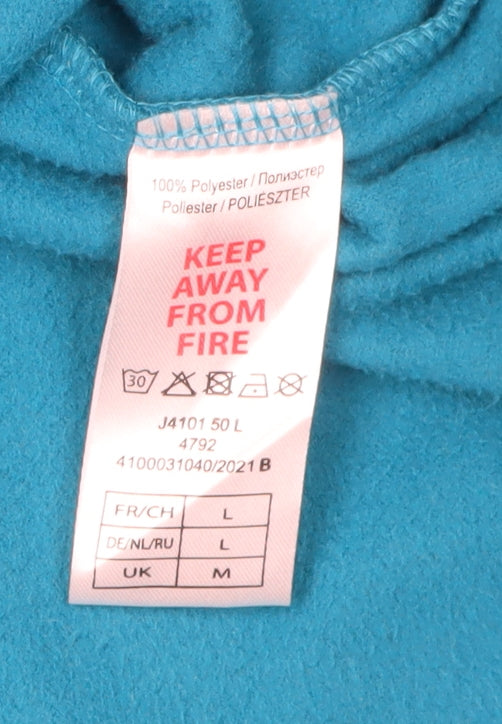 100% Polyester / Полиэстер
Poliester / POLIÉSZTER
KEEP
AWAY
FROM
FIRE
30
J4101 50 L
4792
4100031040/2021 B
FR/CH L
DE/NL/RU L
UK M